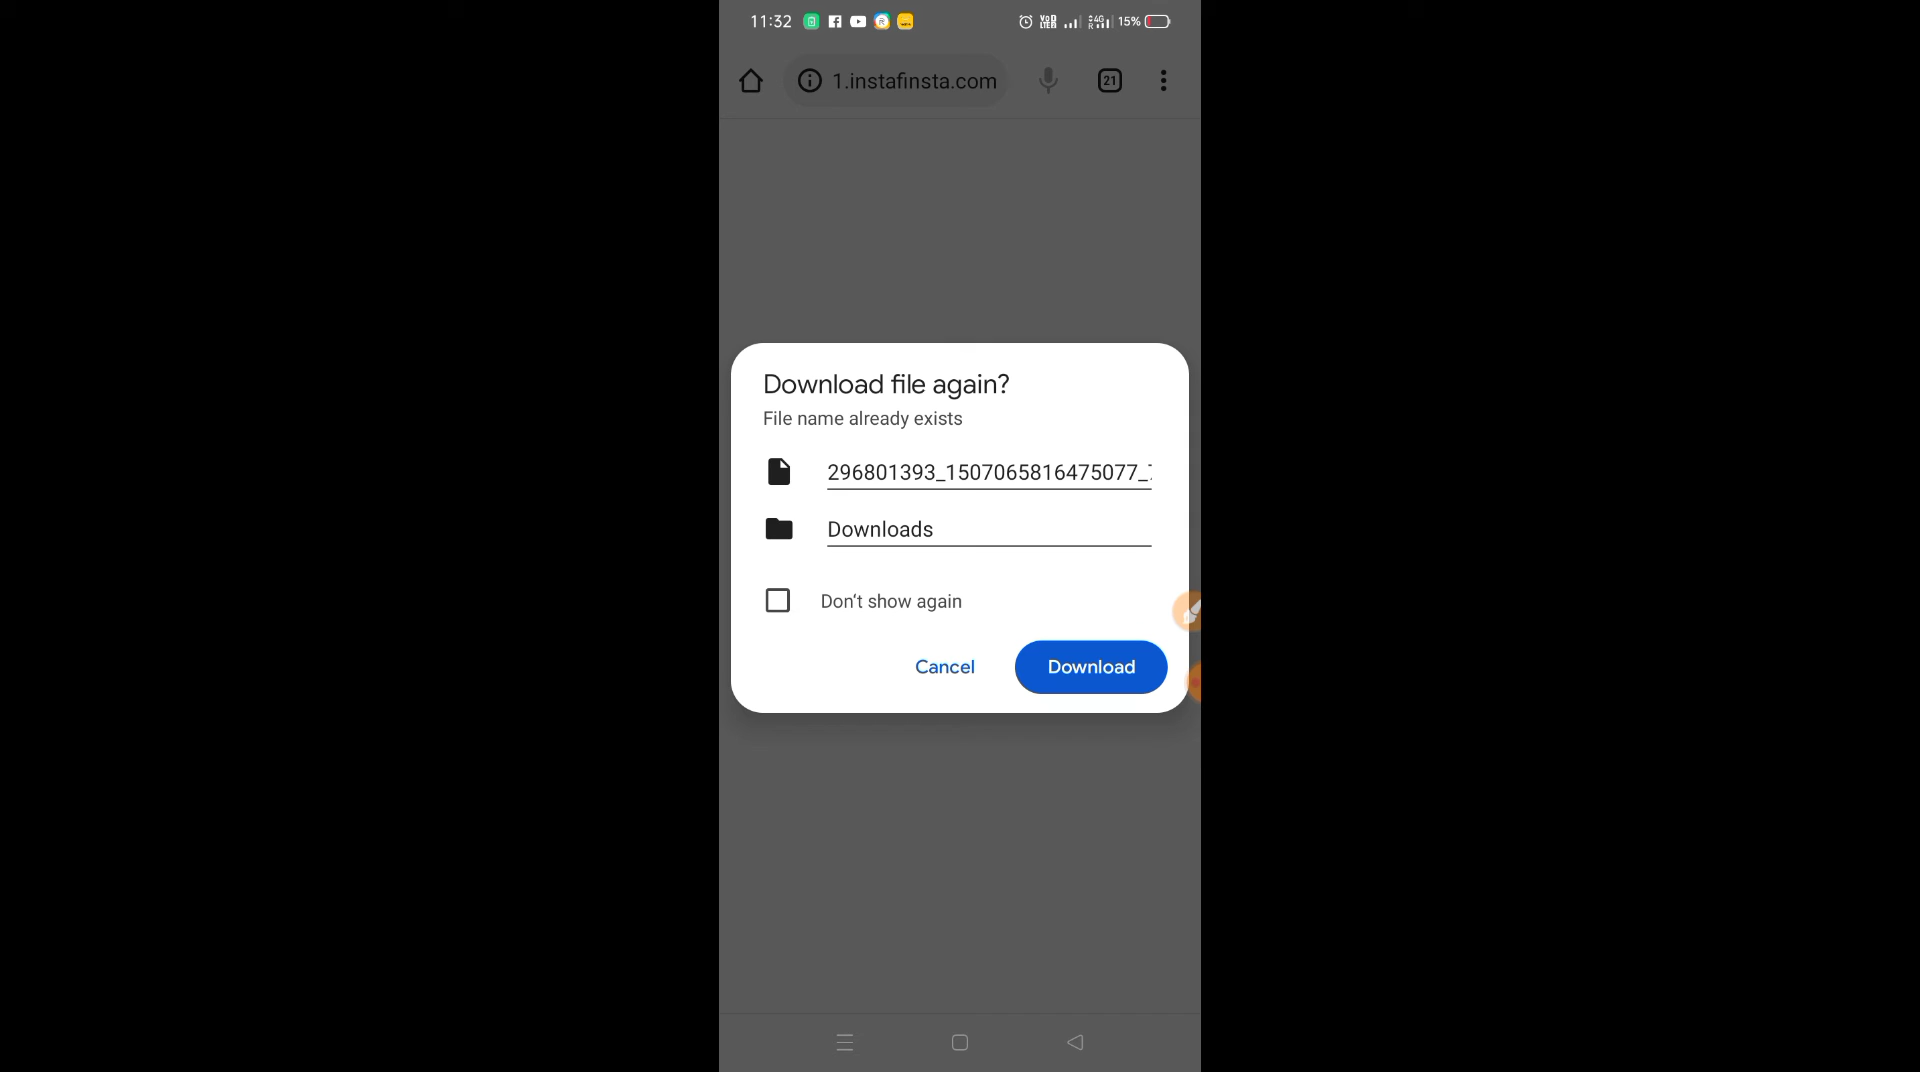 11:32
15%
1.instafinsta.com
21
Download file again?
File name already exists
296801393_1507065816475077_
Downloads
Don't show again
Cancel
Download